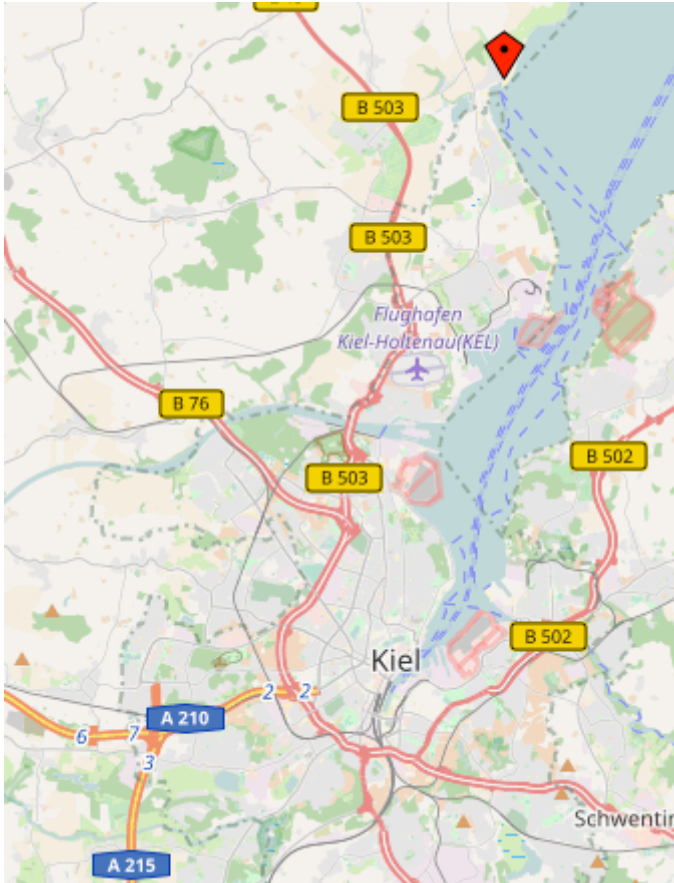 B 503
B 503
Flughafen
Kiel-Holtenau(KEL)
B 76
B 502
B 503
B 502
Kiel
2
2
A 210
6
7
3
Schwentin
A 215